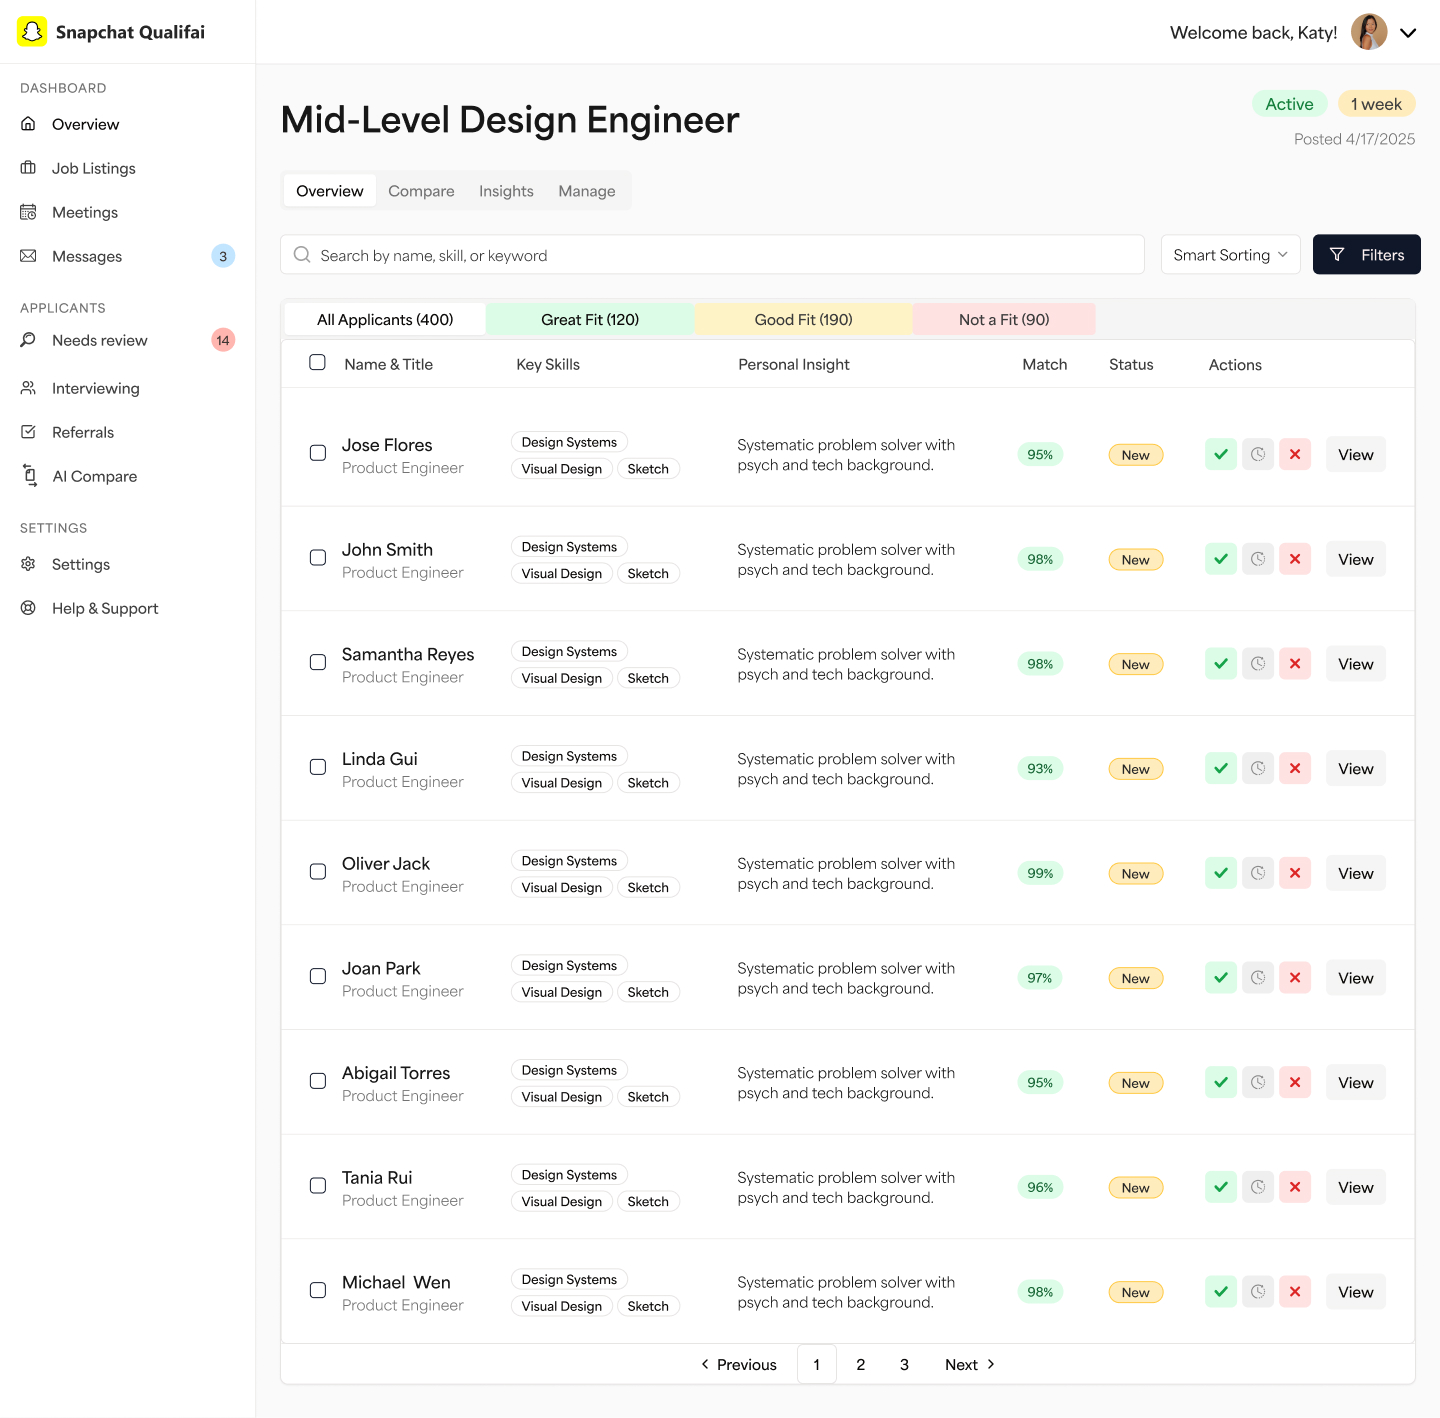 Snapchat Qualifai
Welcome back, Katy!
DASHBOARD
Overview
Job Listings
Meetings
Messages 3
APPLICANTS
Needs review 14
Interviewing
Referrals
AI Compare
SETTINGS
Settings
Help & Support
Mid-Level Design Engineer
Active 1 week
Posted 4/17/2025
Overview Compare Insights Manage
Search by name, skill, or keyword Smart Sorting Filters
All Applicants (400) Great Fit (120) Good Fit (190) Not a Fit (90)
Name & Title Key Skills Personal Insight Match Status Actions
Jose Flores
Product Engineer
Design Systems
Visual Design Sketch
Systematic problem solver with
psych and tech background.
95% New View
John Smith
Product Engineer
Design Systems
Visual Design Sketch
Systematic problem solver with
psych and tech background.
98% New View
Samantha Reyes
Product Engineer
Design Systems
Visual Design Sketch
Systematic problem solver with
psych and tech background.
98% New View
Linda Gui
Product Engineer
Design Systems
Visual Design Sketch
Systematic problem solver with
psych and tech background.
93% New View
Oliver Jack
Product Engineer
Design Systems
Visual Design Sketch
Systematic problem solver with
psych and tech background.
99% New View
Joan Park
Product Engineer
Design Systems
Visual Design Sketch
Systematic problem solver with
psych and tech background.
97% New View
Abigail Torres
Product Engineer
Design Systems
Visual Design Sketch
Systematic problem solver with
psych and tech background.
95% New View
Tania Rui
Product Engineer
Design Systems
Visual Design Sketch
Systematic problem solver with
psych and tech background.
96% New View
Michael Wen
Product Engineer
Design Systems
Visual Design Sketch
Systematic problem solver with
psych and tech background.
98% New View
Previous 1 2 3 Next